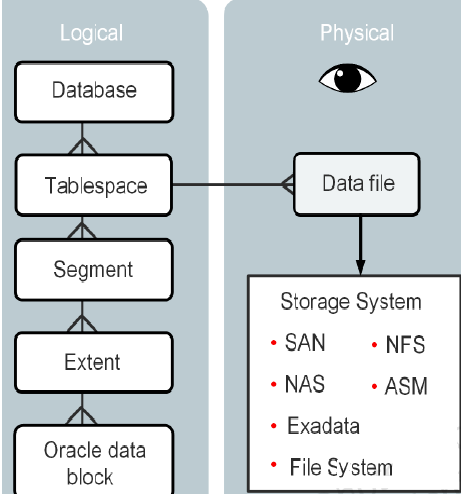 Logical
Physical
Database
Tablespace
Data file
Segment
Storage System
• SAN
• NFS
Extent
• NAS
• ASM
• Exadata
Oracle data
block
• File System